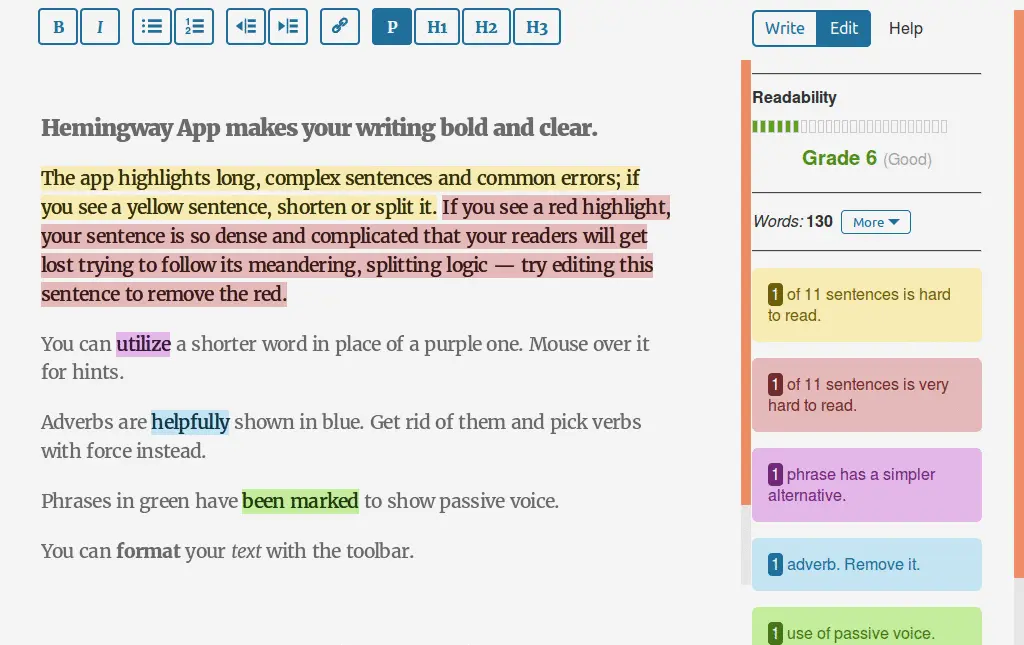 B I P H1 H2 H3
Write Edit Help
Hemingway App makes your writing bold and clear.
The app highlights long, complex sentences and common errors; if
you see a yellow sentence, shorten or split it. If you see a red highlight,
your sentence is so dense and complicated that your readers will get
lost trying to follow its meandering, splitting logic — try editing this
sentence to remove the red.
You can utilize a shorter word in place of a purple one. Mouse over it
for hints.
Adverbs are helpfully shown in blue. Get rid of them and pick verbs
with force instead.
Phrases in green have been marked to show passive voice.
You can format your text with the toolbar.
Readability
Grade 6 (Good)
Words: 130 More
1 of 11 sentences is hard
to read.
1 of 11 sentences is very
hard to read.
1 phrase has a simpler
alternative.
1 adverb. Remove it.
1 use of passive voice.